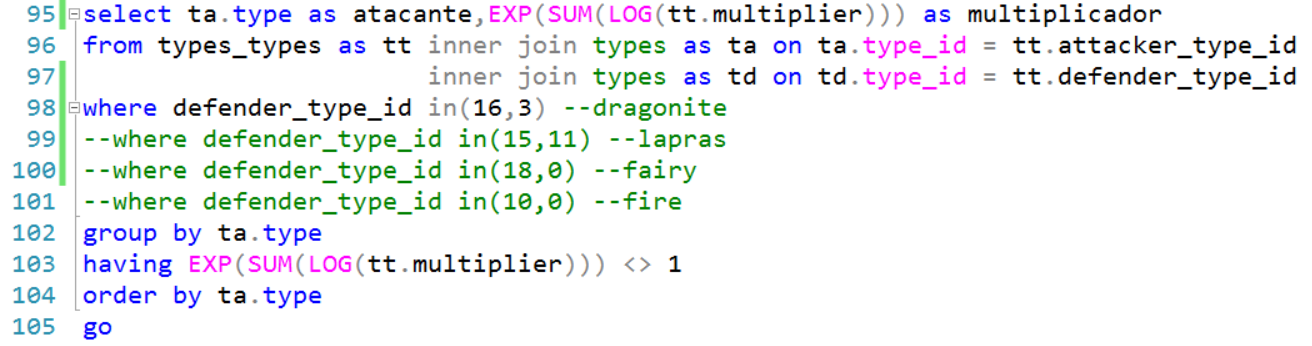 95 select ta.type as atacante,EXP(SUM(LOG(tt.multiplier))) as multiplicador
96 from types_types as tt inner join types as ta on ta.type_id = tt.attacker_type_id
97 inner join types as td on td.type_id = tt.defender_type_id
98 where defender_type_id in(16,3) --dragonite
99 --where defender_type_id in(15,11) --lapras
100 --where defender_type_id in(18,0) --fairy
101 --where defender_type_id in(10,0) --fire
102 group by ta.type
103 having EXP(SUM(LOG(tt.multiplier))) <> 1
104 order by ta.type
105 go